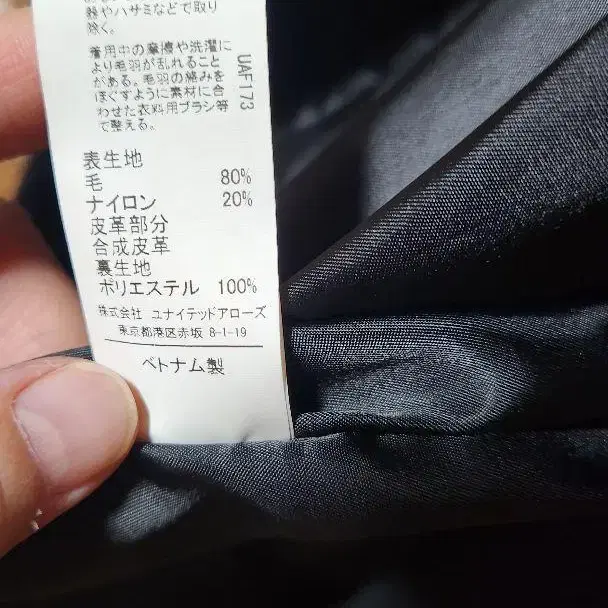 器やハサミなどで取り
除く。
着用中の摩擦や洗濯に
より毛羽が乱れること
がある。毛羽の絡みを
ほぐすように素材に合
わせた衣料用ブラシ等
で整える。
UAF173
表生地
毛 80%
ナイロン 20%
皮革部分
合成皮革
裏生地
ポリエステル 100%
株式会社 ユナイテッドアローズ
東京都港区赤坂 8-1-19
ベトナム製